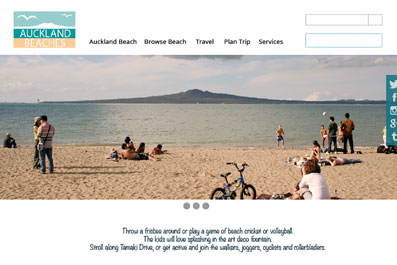 AUCKLAND
BEACHES
Auckland Beach Browse Beach Travel Plan Trip Services
Throw a frisbee around or play a game of beach cricket or volleyball.
The kids will love splashing in the art deco fountain.
Stroll along Tamaki Drive, or get active and join the walkers, joggers, cyclists and rollerbladers.